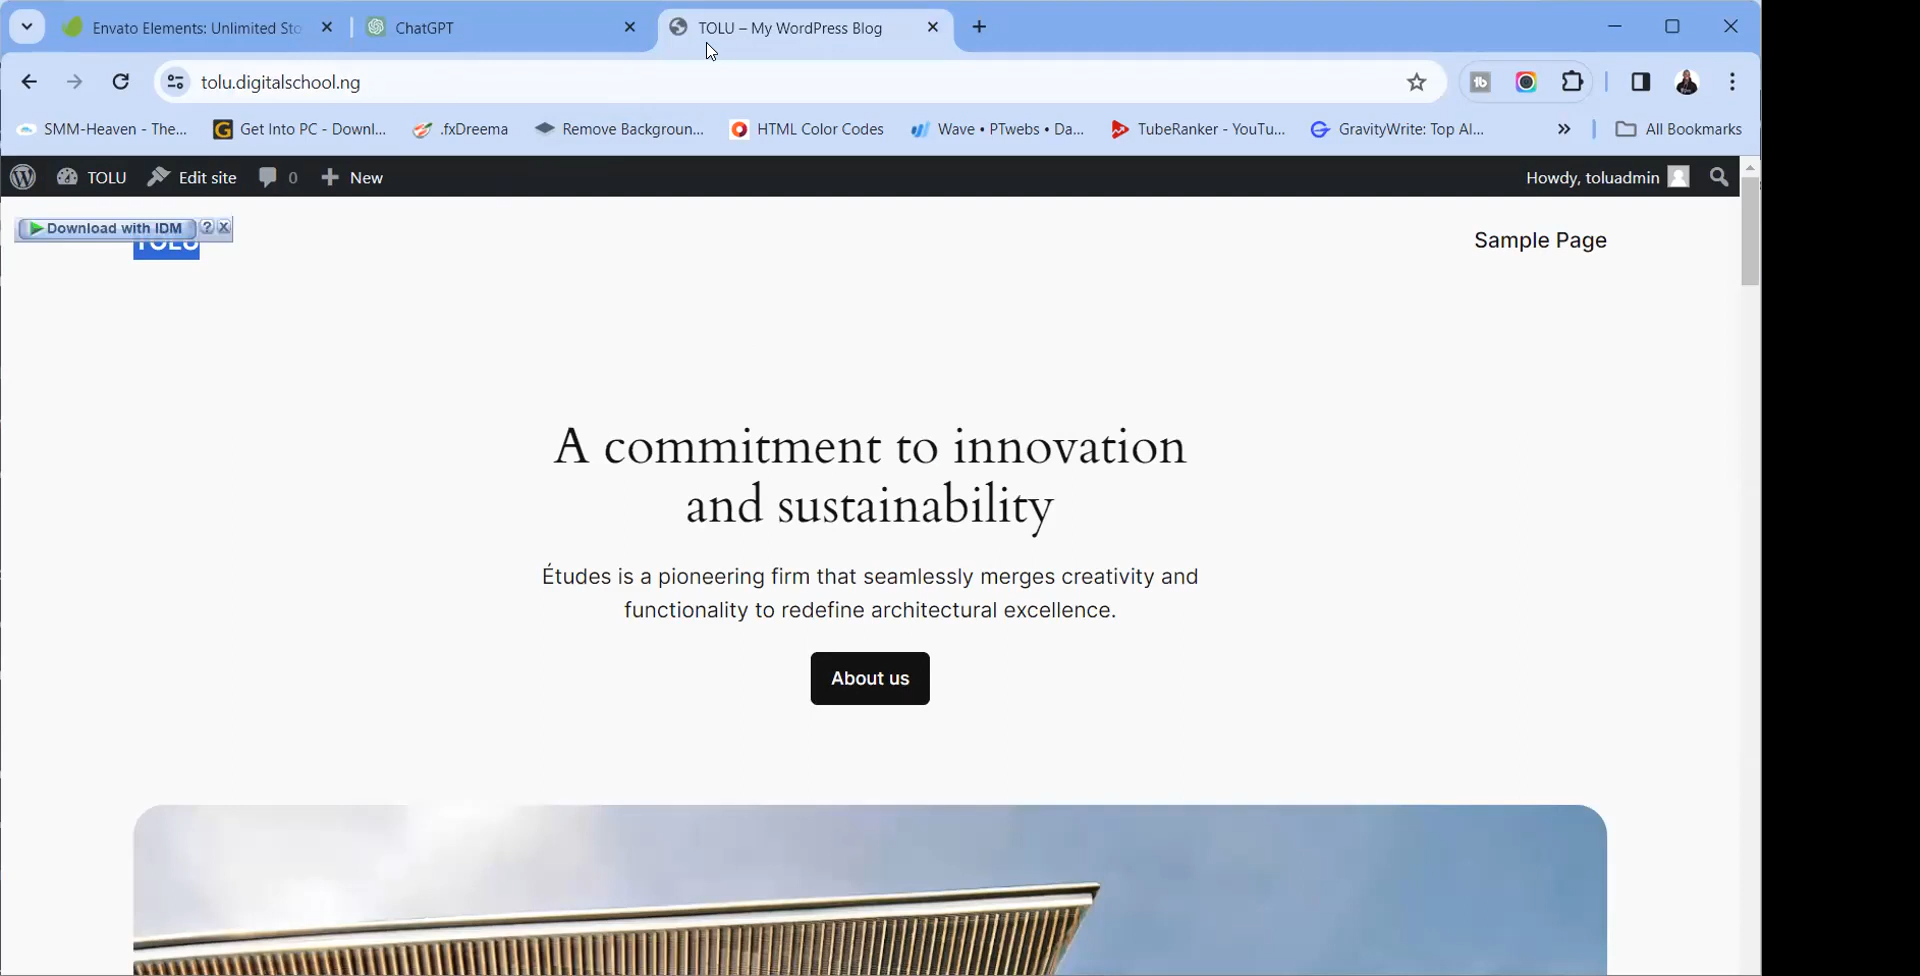 Envato Elements: Unlimited Sto
ChatGPT
TOLU – My WordPress Blog
tolu.digitalschool.ng
SMM-Heaven - The...
Get Into PC - Downl...
.fxDreema
Remove Backgroun...
HTML Color Codes
Wave • PTwebs • Da...
TubeRanker - YouTu...
GravityWrite: Top AI...
All Bookmarks
TOLU
Edit site
0
New
Howdy, toluadmin
Download with IDM
TOLU
Sample Page
A commitment to innovation
and sustainability
Études is a pioneering firm that seamlessly merges creativity and
functionality to redefine architectural excellence.
About us